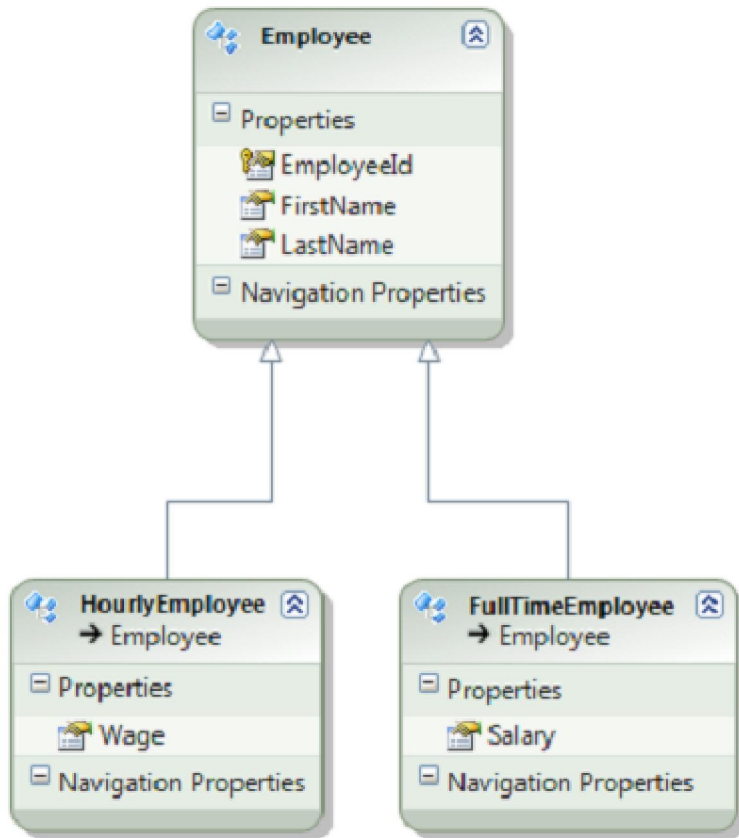 Employee
Properties
EmployeeId
FirstName
LastName
Navigation Properties
HourlyEmployee
Employee
Properties
Wage
Navigation Properties
FullTimeEmployee
Employee
Properties
Salary
Navigation Properties